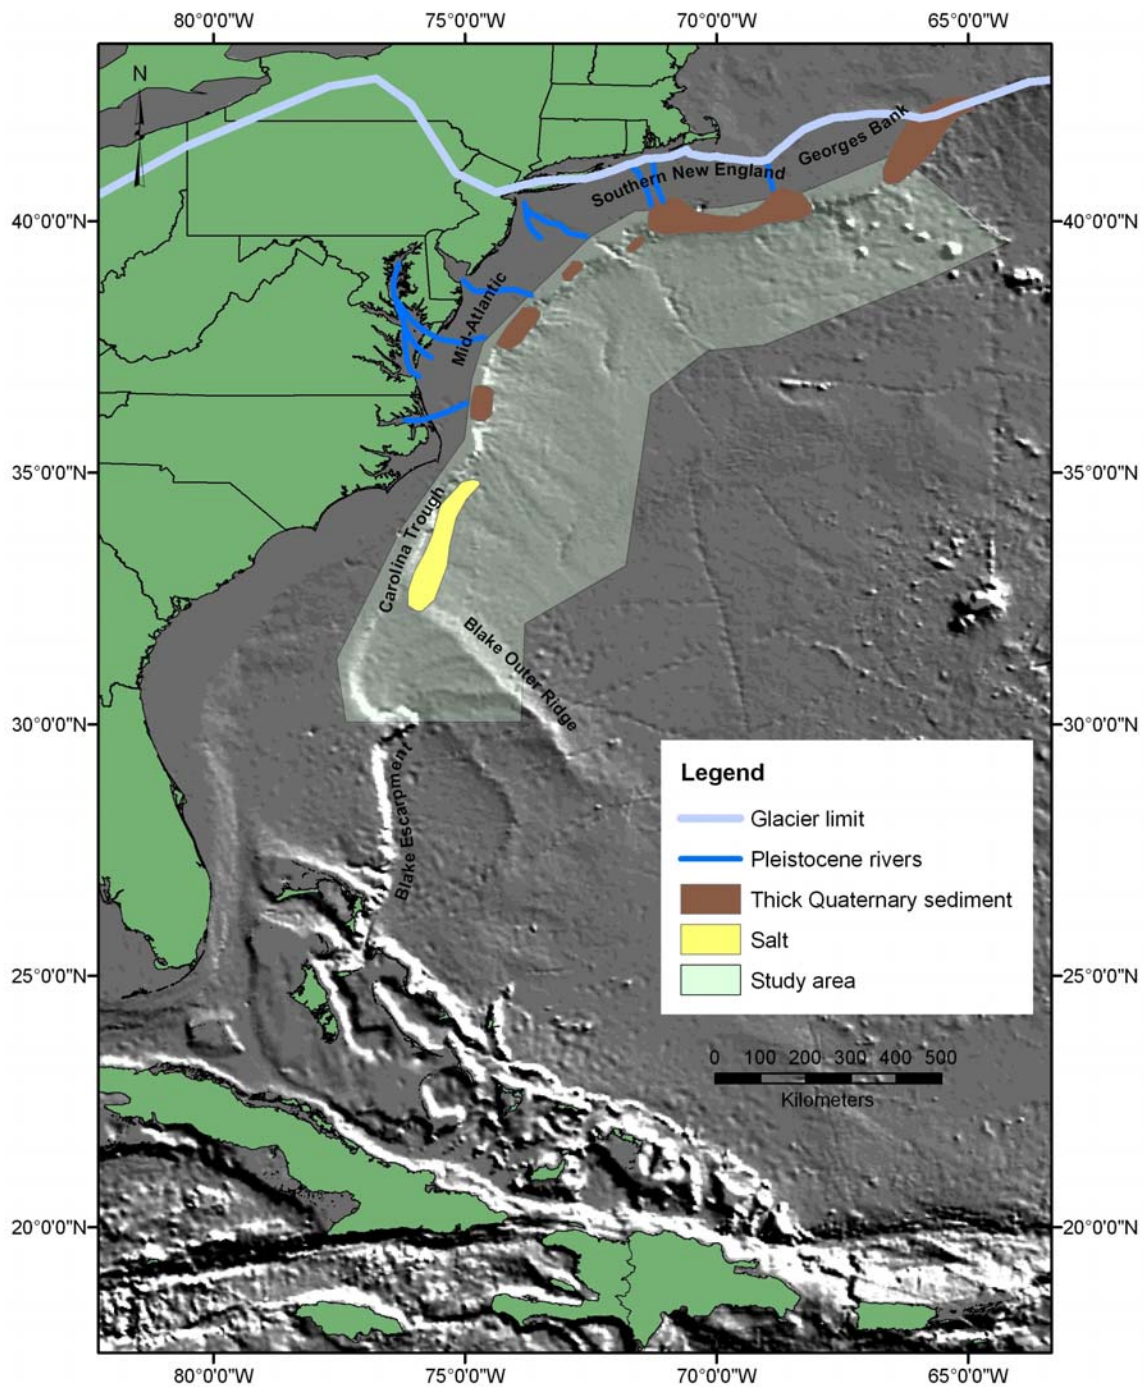 80°0'0"W 75°0'0"W 70°0'0"W 65°0'0"W
N
Georges Bank
Southern New England
40°0'0"N 40°0'0"N
Mid-Atlantic
35°0'0"N 35°0'0"N
Carolina Trough
Blake Outer Ridge
30°0'0"N 30°0'0"N
Blake Escarpment
Legend
Glacier limit
Pleistocene rivers
Thick Quaternary sediment
Salt
Study area
25°0'0"N 25°0'0"N
0 100 200 300 400 500
Kilometers
20°0'0"N 20°0'0"N
80°0'0"W 75°0'0"W 70°0'0"W 65°0'0"W